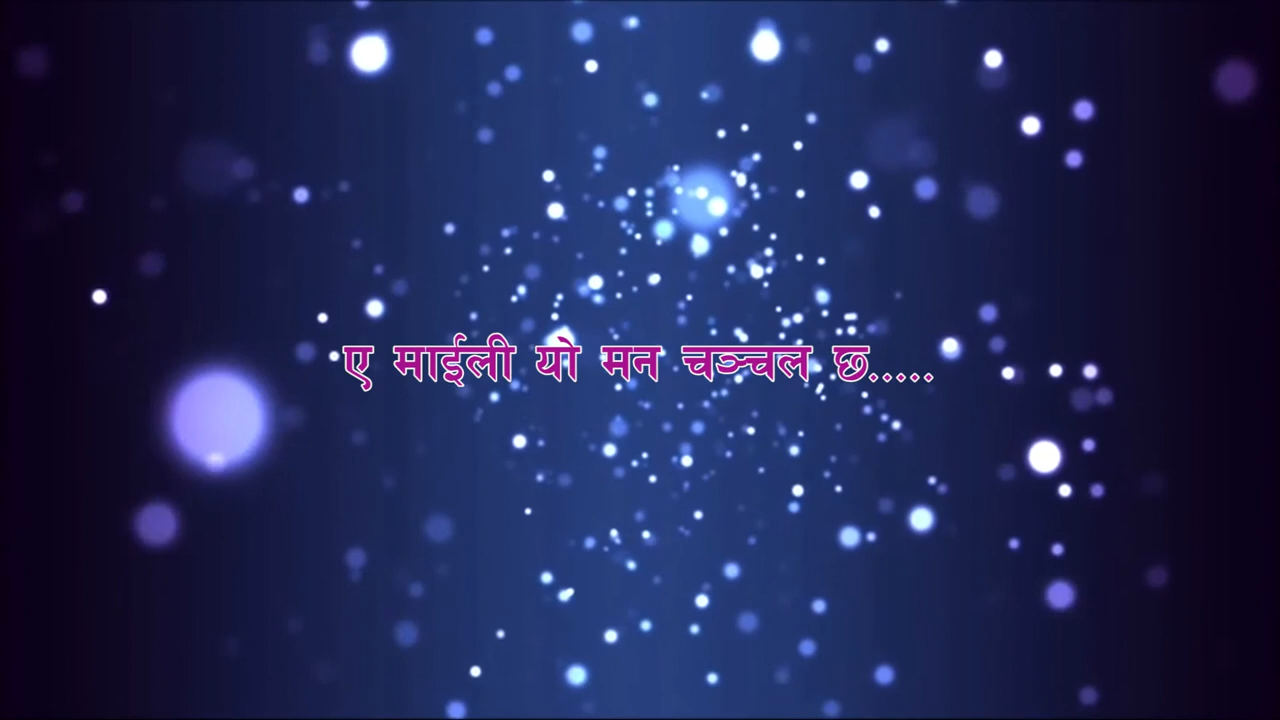 ए माईली यो मन चञ्चल छ.....